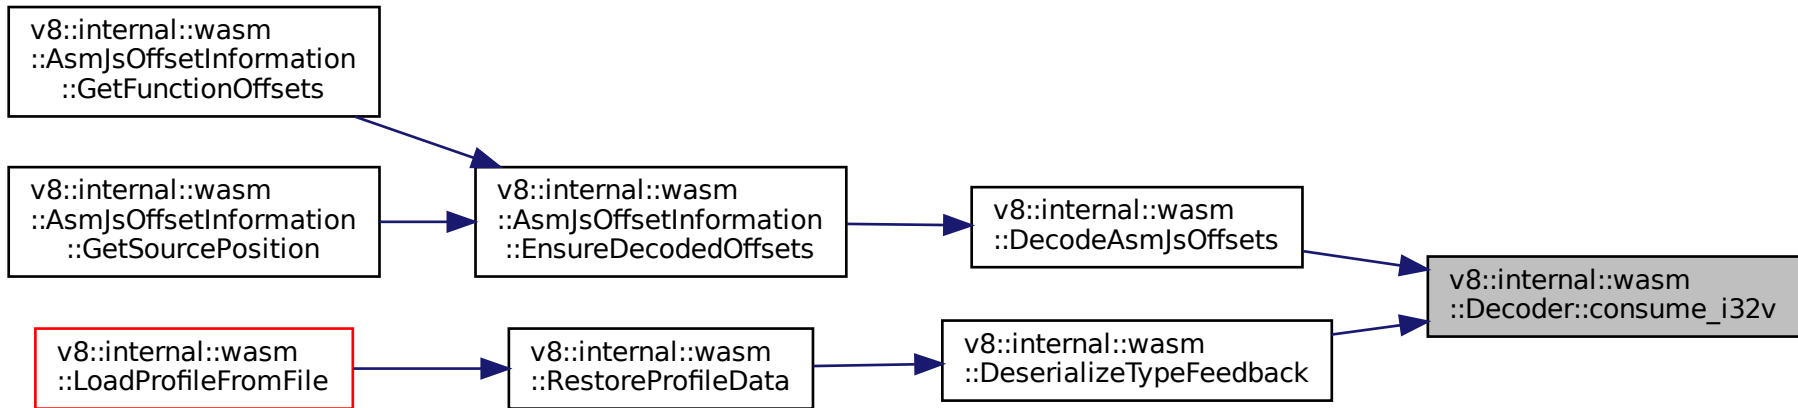 v8::internal::wasm
::AsmJsOffsetInformation
::GetFunctionOffsets
v8::internal::wasm
::AsmJsOffsetInformation
::GetSourcePosition
v8::internal::wasm
::AsmJsOffsetInformation
::EnsureDecodedOffsets
v8::internal::wasm
::DecodeAsmJsOffsets
v8::internal::wasm
::Decoder::consume_i32v
v8::internal::wasm
::LoadProfileFromFile
v8::internal::wasm
::RestoreProfileData
v8::internal::wasm
::DeserializeTypeFeedback